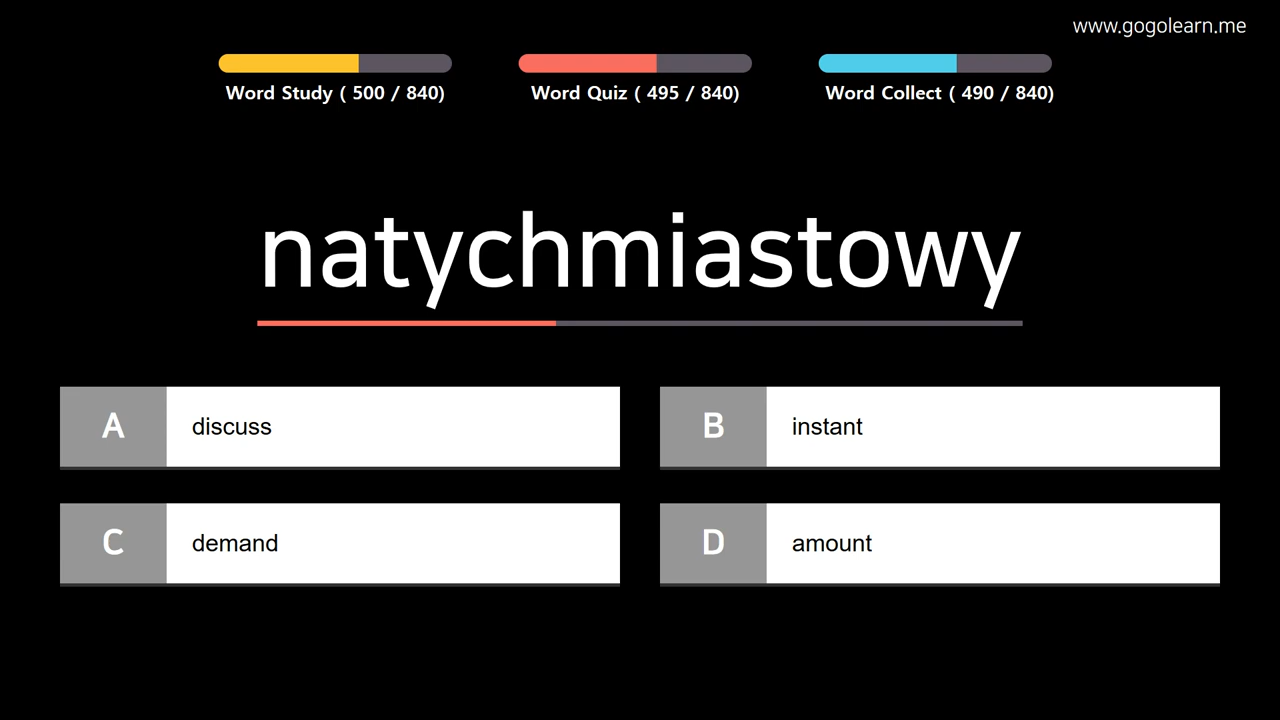 www.gogolearn.me
Word Study ( 500 / 840)
Word Quiz ( 495 / 840)
Word Collect ( 490 / 840)
natychmiastowy
A discuss
B instant
C demand
D amount